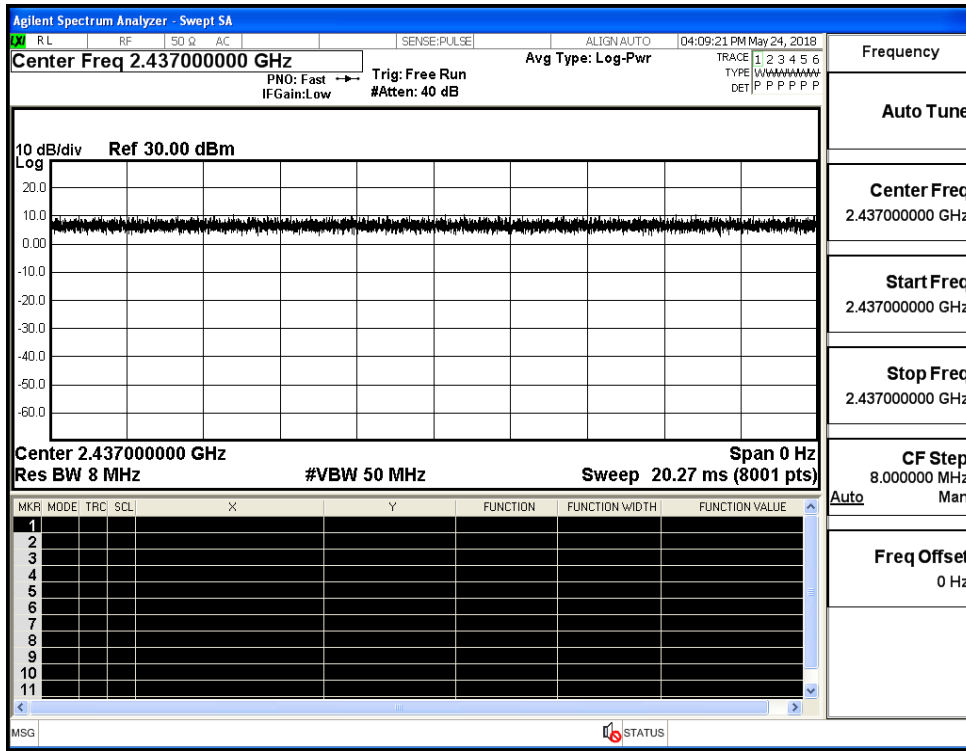 Agilent Spectrum Analyzer - Swept SA
LXI RL RF 50 Ω AC SENSE:PULSE ALIGN AUTO 04:09:21 PM May 24, 2018
Center Freq 2.437000000 GHz
PNO: Fast
IFGain:Low
Trig: Free Run
#Atten: 40 dB
Avg Type: Log-Pwr
TRACE 1 2 3 4 5 6
TYPE
DET P P P P P P
10 dB/div Ref 30.00 dBm
Log
20.0
10.0
0.00
-10.0
-20.0
-30.0
-40.0
-50.0
-60.0
Center 2.437000000 GHz Span 0 Hz
Res BW 8 MHz #VBW 50 MHz Sweep 20.27 ms (8001 pts)
MKR MODE TRC SCL X Y FUNCTION FUNCTION WIDTH FUNCTION VALUE
1
2
3
4
5
6
7
8
9
10
11
MSG STATUS
Frequency
Auto Tune
Center Freq
2.437000000 GHz
Start Freq
2.437000000 GHz
Stop Freq
2.437000000 GHz
CF Step
8.000000 MHz
Auto Man
Freq Offset
0 Hz